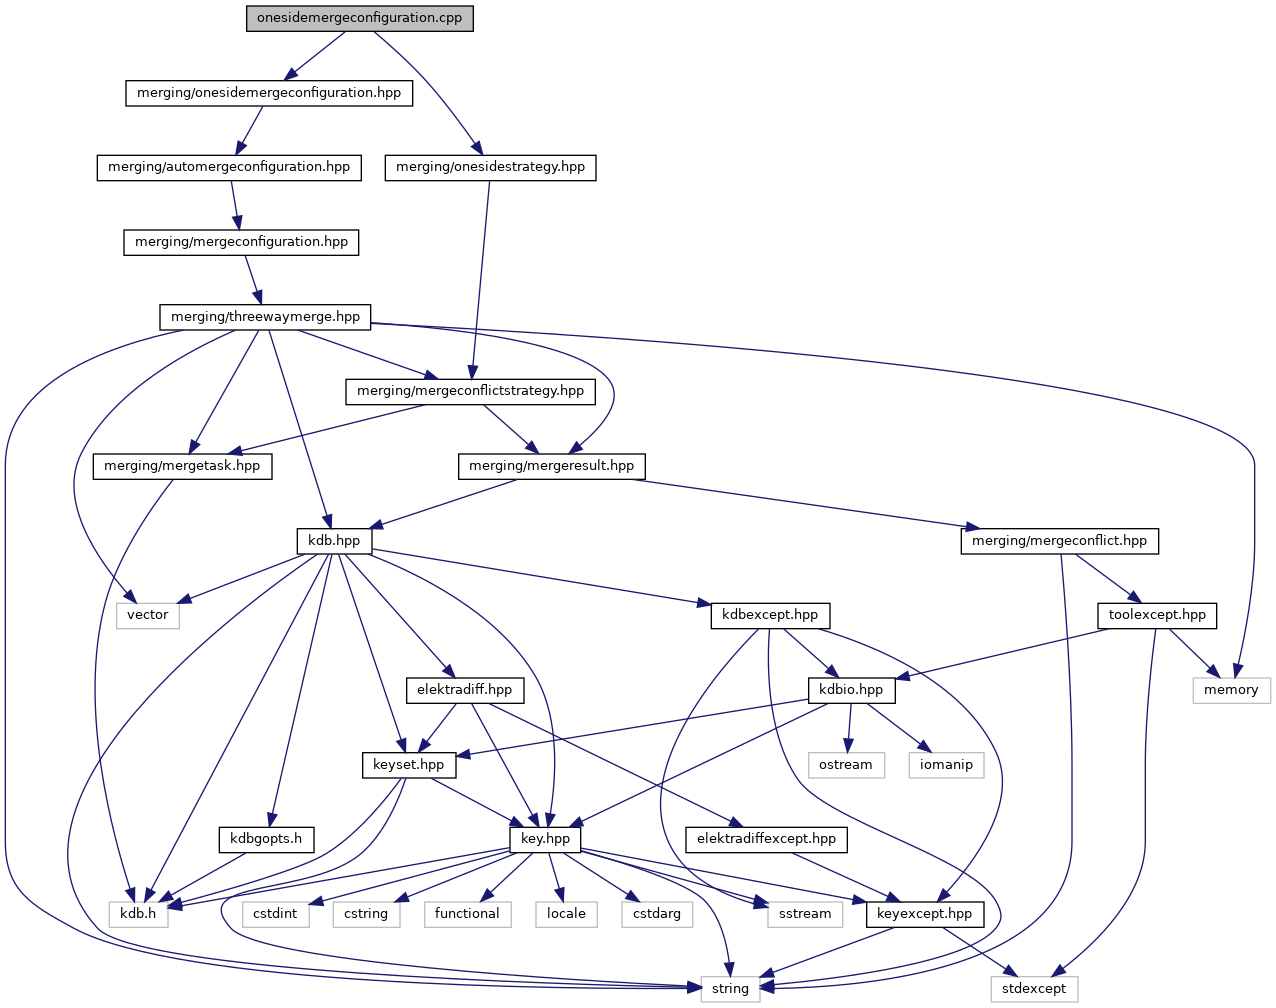 onesidemergeconfiguration.cpp
merging/onesidemergeconfiguration.hpp
merging/automergeconfiguration.hpp
merging/onesidestrategy.hpp
merging/mergeconfiguration.hpp
merging/threewaymerge.hpp
merging/mergeconflictstrategy.hpp
merging/mergetask.hpp
merging/mergeresult.hpp
kdb.hpp
merging/mergeconflict.hpp
vector
kdbexcept.hpp
toolexcept.hpp
elektradiff.hpp
kdbio.hpp
memory
keyset.hpp
ostream
iomanip
kdbgopts.h
key.hpp
elektradiffexcept.hpp
kdb.h
cstdint
cstring
functional
locale
cstdarg
sstream
keyexcept.hpp
string
stdexcept